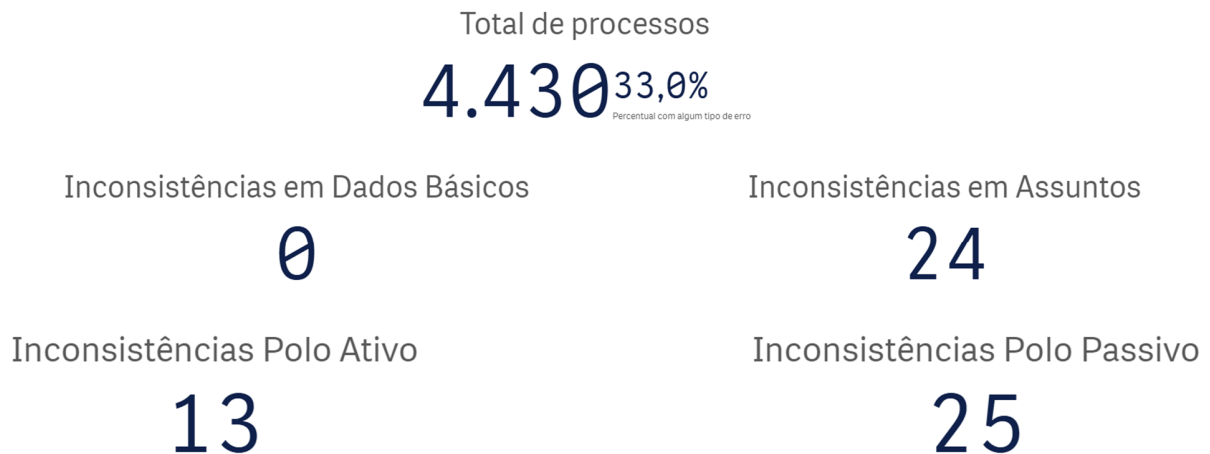 Total de processos
4.430 33,0%
Percentual com algum tipo de erro
Inconsistências em Dados Básicos
0
Inconsistências em Assuntos
24
Inconsistências Polo Ativo
13
Inconsistências Polo Passivo
25